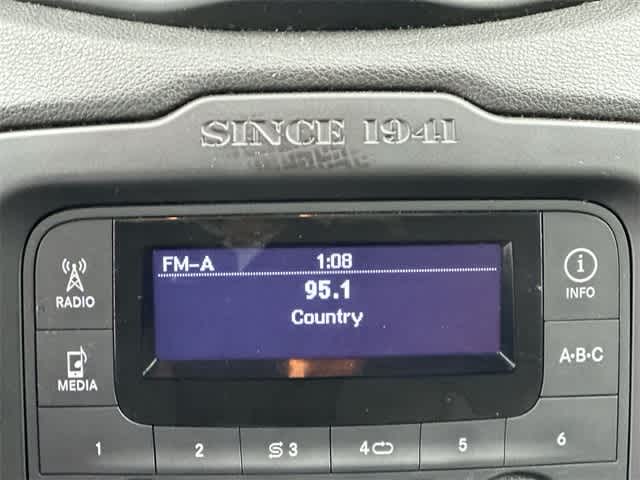 SINCE 1941
FM-A 1:08
95.1
Country
RADIO
INFO
MEDIA
A·B·C
1 2 3 4 5 6